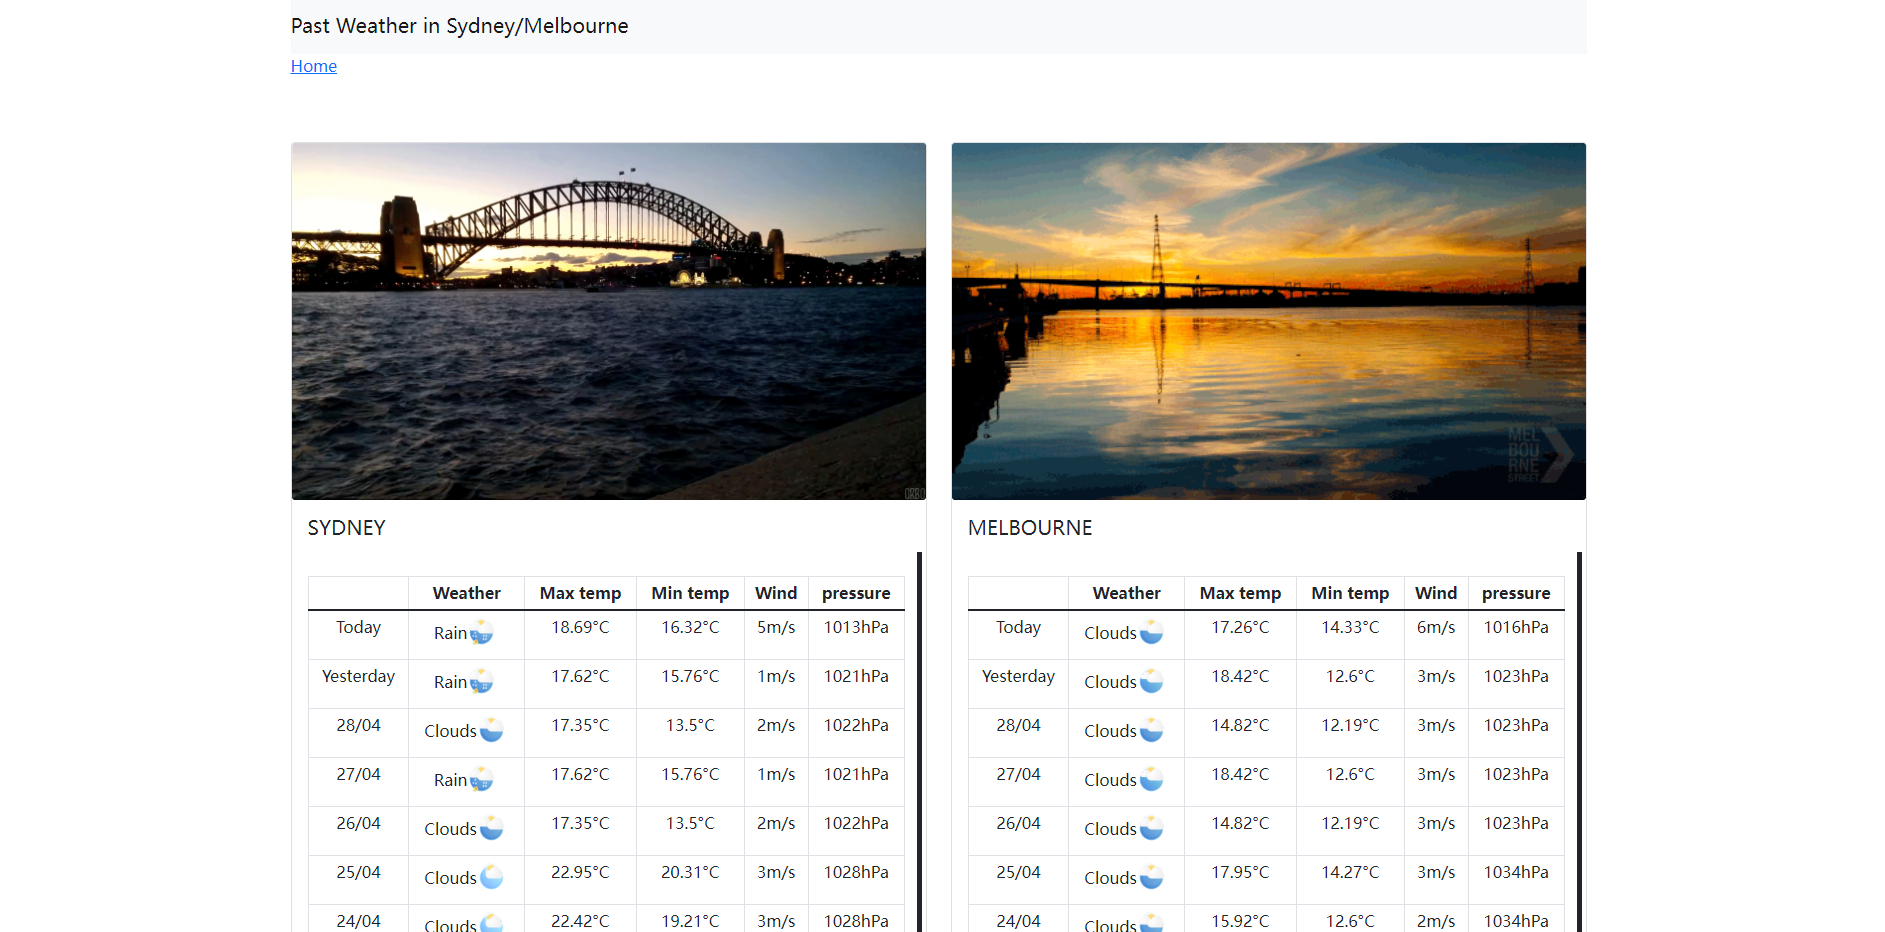 Past Weather in Sydney/Melbourne
Home
ORBO
MEL
BOU
RNE
STREET
SYDNEY
Weather Max temp Min temp Wind pressure
Today Rain 18.69°C 16.32°C 5m/s 1013hPa
Yesterday Rain 17.62°C 15.76°C 1m/s 1021hPa
28/04 Clouds 17.35°C 13.5°C 2m/s 1022hPa
27/04 Rain 17.62°C 15.76°C 1m/s 1021hPa
26/04 Clouds 17.35°C 13.5°C 2m/s 1022hPa
25/04 Clouds 22.95°C 20.31°C 3m/s 1028hPa
24/04 Clouds 22.42°C 19.21°C 3m/s 1028hPa
MELBOURNE
Weather Max temp Min temp Wind pressure
Today Clouds 17.26°C 14.33°C 6m/s 1016hPa
Yesterday Clouds 18.42°C 12.6°C 3m/s 1023hPa
28/04 Clouds 14.82°C 12.19°C 3m/s 1023hPa
27/04 Clouds 18.42°C 12.6°C 3m/s 1023hPa
26/04 Clouds 14.82°C 12.19°C 3m/s 1023hPa
25/04 Clouds 17.95°C 14.27°C 3m/s 1034hPa
24/04 Clouds 15.92°C 12.6°C 2m/s 1034hPa